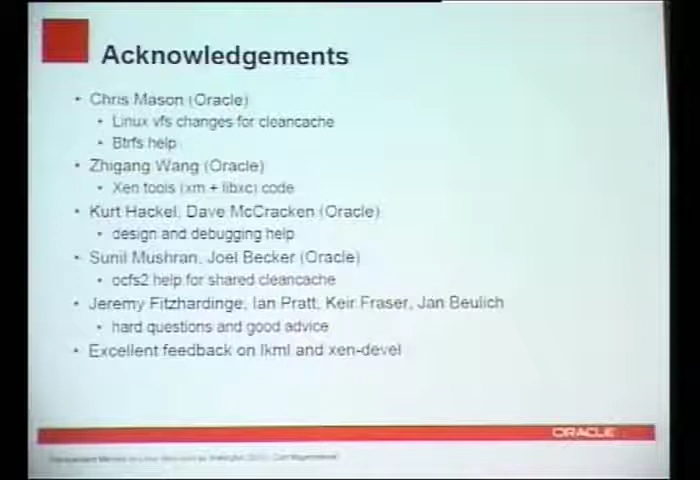 Acknowledgements
• Chris Mason (Oracle)
• Linux vfs changes for cleancache
• Btrfs help
• Zhigang Wang (Oracle)
• Xen tools (xm + libxc) code
• Kurt Hackel, Dave McCracken (Oracle)
• design and debugging help
• Sunil Mushran, Joel Becker (Oracle)
• ocfs2 help for shared cleancache
• Jeremy Fitzhardinge, Ian Pratt, Keir Fraser, Jan Beulich
• hard questions and good advice
• Excellent feedback on lkml and xen-devel
ORACLE